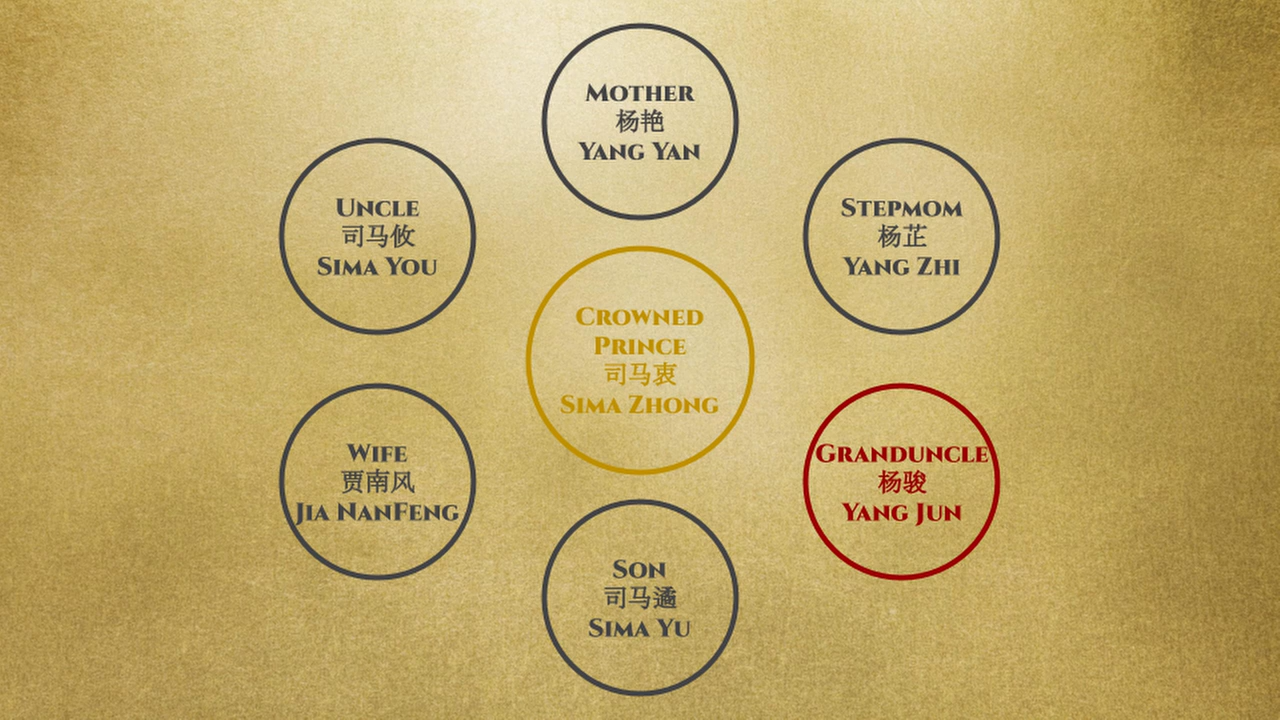 Mother
杨艳
Yang Yan
Uncle
司马攸
Sima You
Stepmom
杨芷
Yang Zhi
Crowned
Prince
司马衷
Sima Zhong
Wife
贾南风
Jia NanFeng
Granduncle
杨骏
Yang Jun
Son
司马遹
Sima Yu